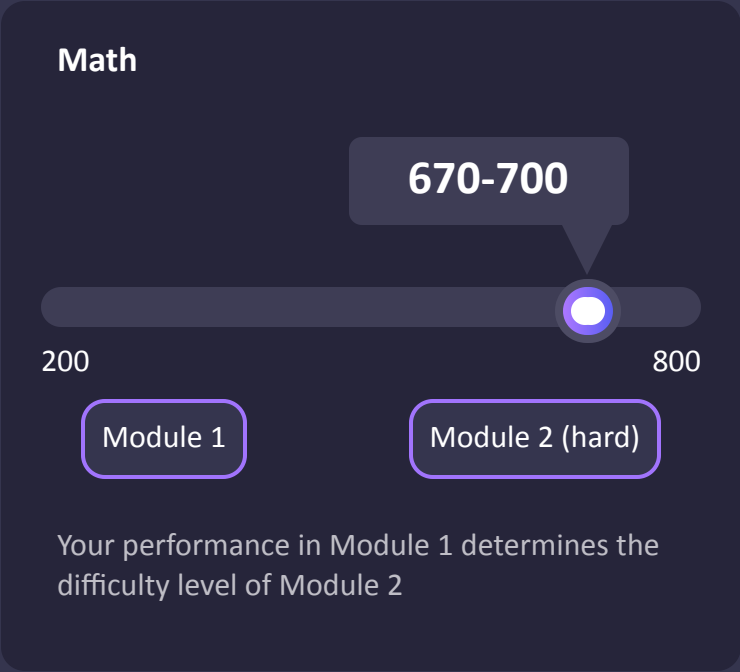 Math
670-700
200 800
Module 1 Module 2 (hard)
Your performance in Module 1 determines the
difficulty level of Module 2